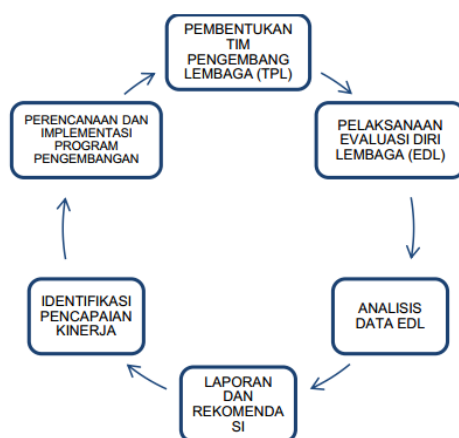 PEMBENTUKAN
TIM
PENGEMBANG
LEMBAGA (TPL)
PELAKSANAAN
EVALUASI DIRI
LEMBAGA (EDL)
ANALISIS
DATA EDL
LAPORAN
DAN
REKOMENDA
SI
IDENTIFIKASI
PENCAPAIAN
KINERJA
PERENCANAAN DAN
IMPLEMENTASI
PROGRAM
PENGEMBANGAN